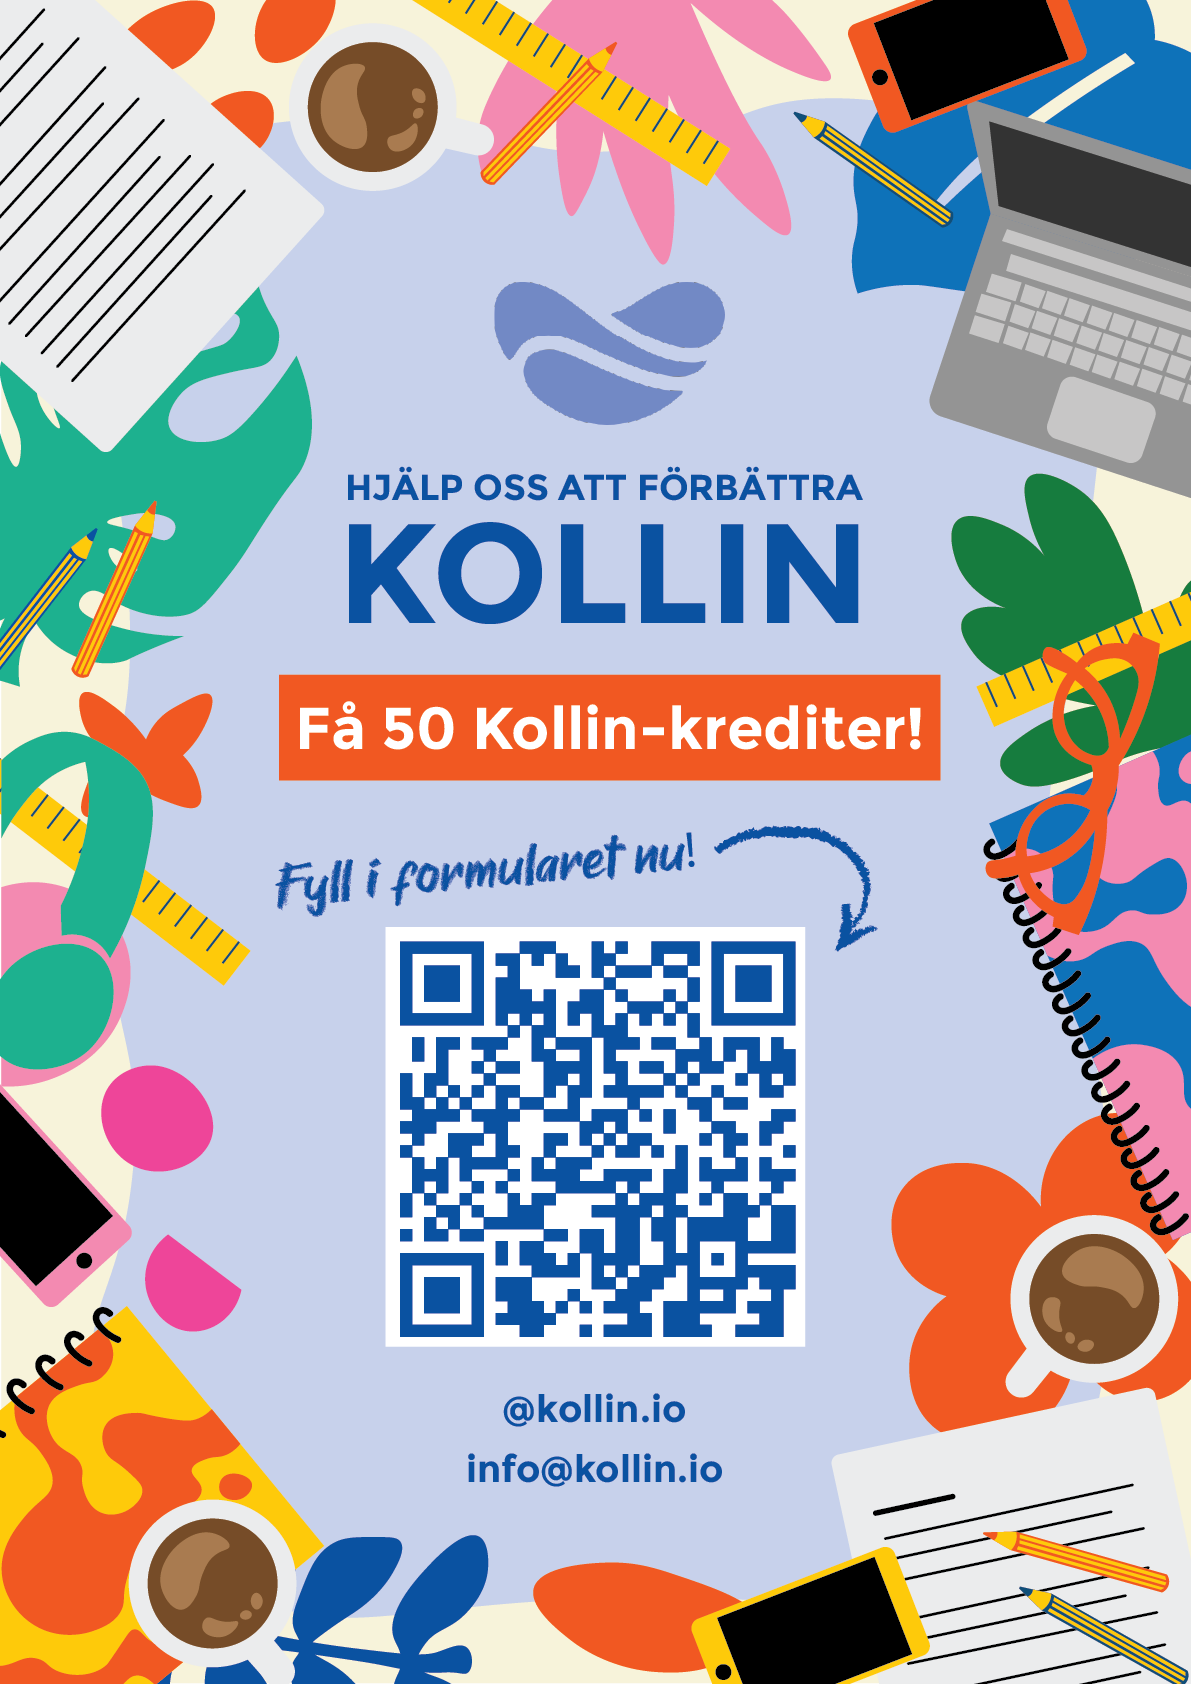 HJÄLP OSS ATT FÖRBÄTTRA
KOLLIN
Få 50 Kollin-krediter!
Fyll i formularet nu!
@kollin.io
info@kollin.io